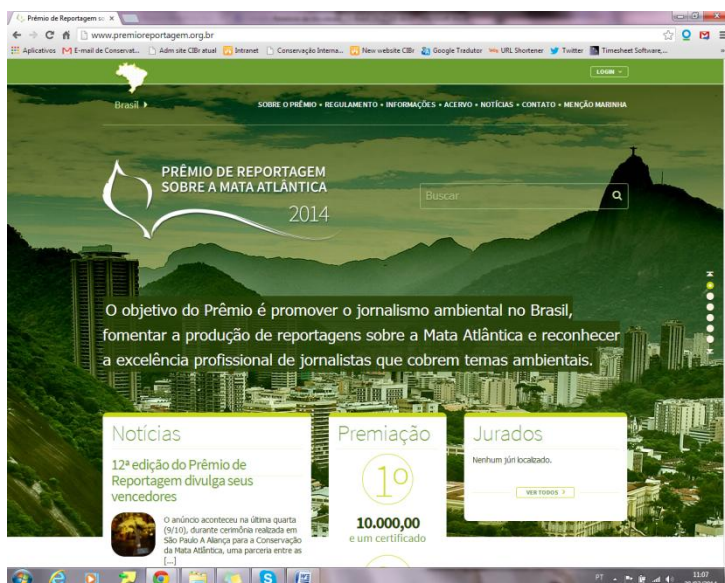 Prêmio de Reportagem so
www.premioreportagem.org.br
Aplicativos E-mail de Conservat... Adm site CIBr atual Intranet Conservação Interna... New website CIBr Google Tradutor URL Shortener Twitter Timesheet Software,...
LOGIN
Brasil
SOBRE O PRÊMIO • REGULAMENTO • INFORMAÇÕES • ACERVO • NOTÍCIAS • CONTATO • MENÇÃO MARINHA
PRÊMIO DE REPORTAGEM
SOBRE A MATA ATLÂNTICA
2014
Buscar
O objetivo do Prêmio é promover o jornalismo ambiental no Brasil,
fomentar a produção de reportagens sobre a Mata Atlântica e reconhecer
a excelência profissional de jornalistas que cobrem temas ambientais.
Notícias
12ª edição do Prêmio de
Reportagem divulga seus
vencedores
O anúncio aconteceu na última quarta
(9/10), durante cerimônia realizada em
São Paulo A Aliança para a Conservação
da Mata Atlântica, uma parceria entre as
[...]
Premiação
1º
10.000,00
e um certificado
Jurados
Nenhum júri localizado.
VER TODOS >
PT
11:07